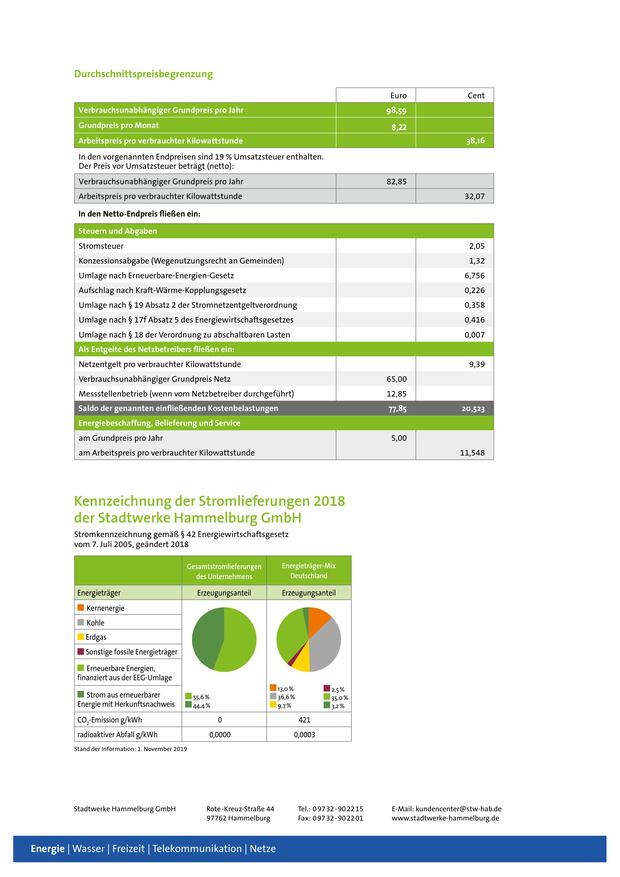 Durchschnittspreisbegrenzung
Euro Cent
Verbrauchsunabhängiger Grundpreis pro Jahr 98,59
Grundpreis pro Monat 8,22
Arbeitspreis pro verbrauchter Kilowattstunde 38,16
In den vorgenannten Endpreisen sind 19 % Umsatzsteuer enthalten.
Der Preis vor Umsatzsteuer beträgt (netto):
Verbrauchsunabhängiger Grundpreis pro Jahr 82,85
Arbeitspreis pro verbrauchter Kilowattstunde 32,07
In den Netto-Endpreis fließen ein:
Steuern und Abgaben
Stromsteuer 2,05
Konzessionsabgabe (Wegenutzungsrecht an Gemeinden) 1,32
Umlage nach Erneuerbare-Energien-Gesetz 6,756
Aufschlag nach Kraft-Wärme-Kopplungsgesetz 0,226
Umlage nach § 19 Absatz 2 der Stromnetzentgeltverordnung 0,358
Umlage nach § 17f Absatz 5 des Energiewirtschaftsgesetzes 0,416
Umlage nach § 18 der Verordnung zu abschaltbaren Lasten 0,007
Als Entgelte des Netzbetreibers fließen ein:
Netzentgelt pro verbrauchter Kilowattstunde 9,39
Verbrauchsunabhängiger Grundpreis Netz 65,00
Messstellenbetrieb (wenn vom Netzbetreiber durchgeführt) 12,85
Saldo der genannten einfließenden Kostenbelastungen 77,85 20,523
Energiebeschaffung, Belieferung und Service
am Grundpreis pro Jahr 5,00
am Arbeitspreis pro verbrauchter Kilowattstunde 11,548
Kennzeichnung der Stromlieferungen 2018
der Stadtwerke Hammelburg GmbH
Stromkennzeichnung gemäß § 42 Energiewirtschaftsgesetz
vom 7. Juli 2005, geändert 2018
Gesamtstromlieferungen
des Unternehmens
Energieträger-Mix
Deutschland
Energieträger Erzeugungsanteil Erzeugungsanteil
Kernenergie
Kohle
Erdgas
Sonstige fossile Energieträger
Erneuerbare Energien,
finanziert aus der EEG-Umlage
Strom aus erneuerbarer
Energie mit Herkunftsnachweis
55,6 %
44,4 %
13,0 % 2,5 %
36,6 % 35,0 %
9,7 % 3,2 %
CO2-Emission g/kWh 0 421
radioaktiver Abfall g/kWh 0,0000 0,0003
Stand der Information: 1. November 2019
Stadtwerke Hammelburg GmbH Rote-Kreuz-Straße 44 Tel.: 09732-902215 E-Mail: kundencenter@stw-hab.de
97762 Hammelburg Fax: 09732-902201 www.stadtwerke-hammelburg.de
Energie | Wasser | Freizeit | Telekommunikation | Netze